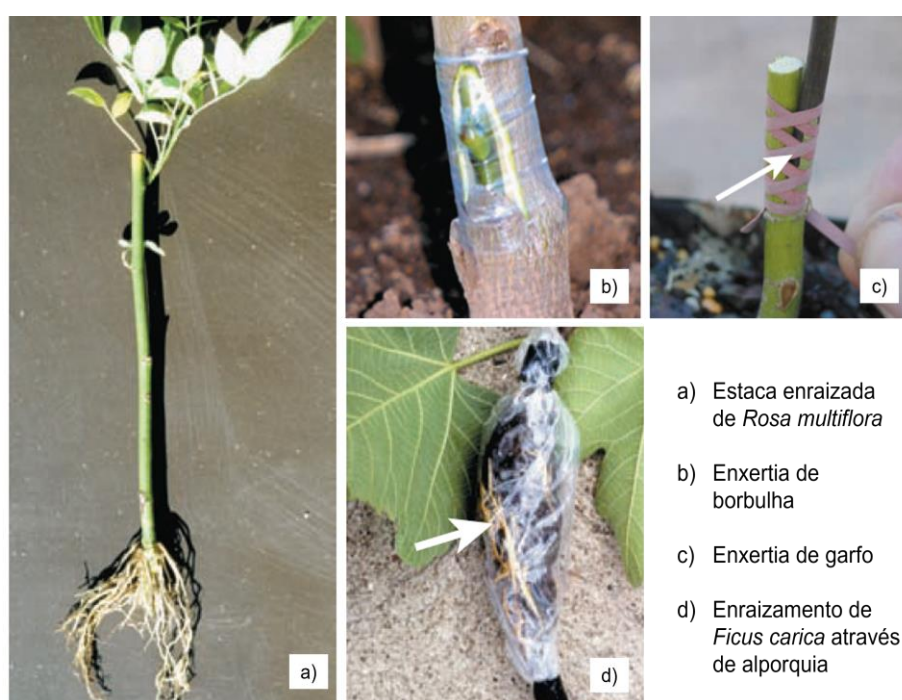 b)
c)
a)
d)
a) Estaca enraizada
de Rosa multiflora
b) Enxertia de
borbulha
c) Enxertia de garfo
d) Enraizamento de
Ficus carica através
de alporquia